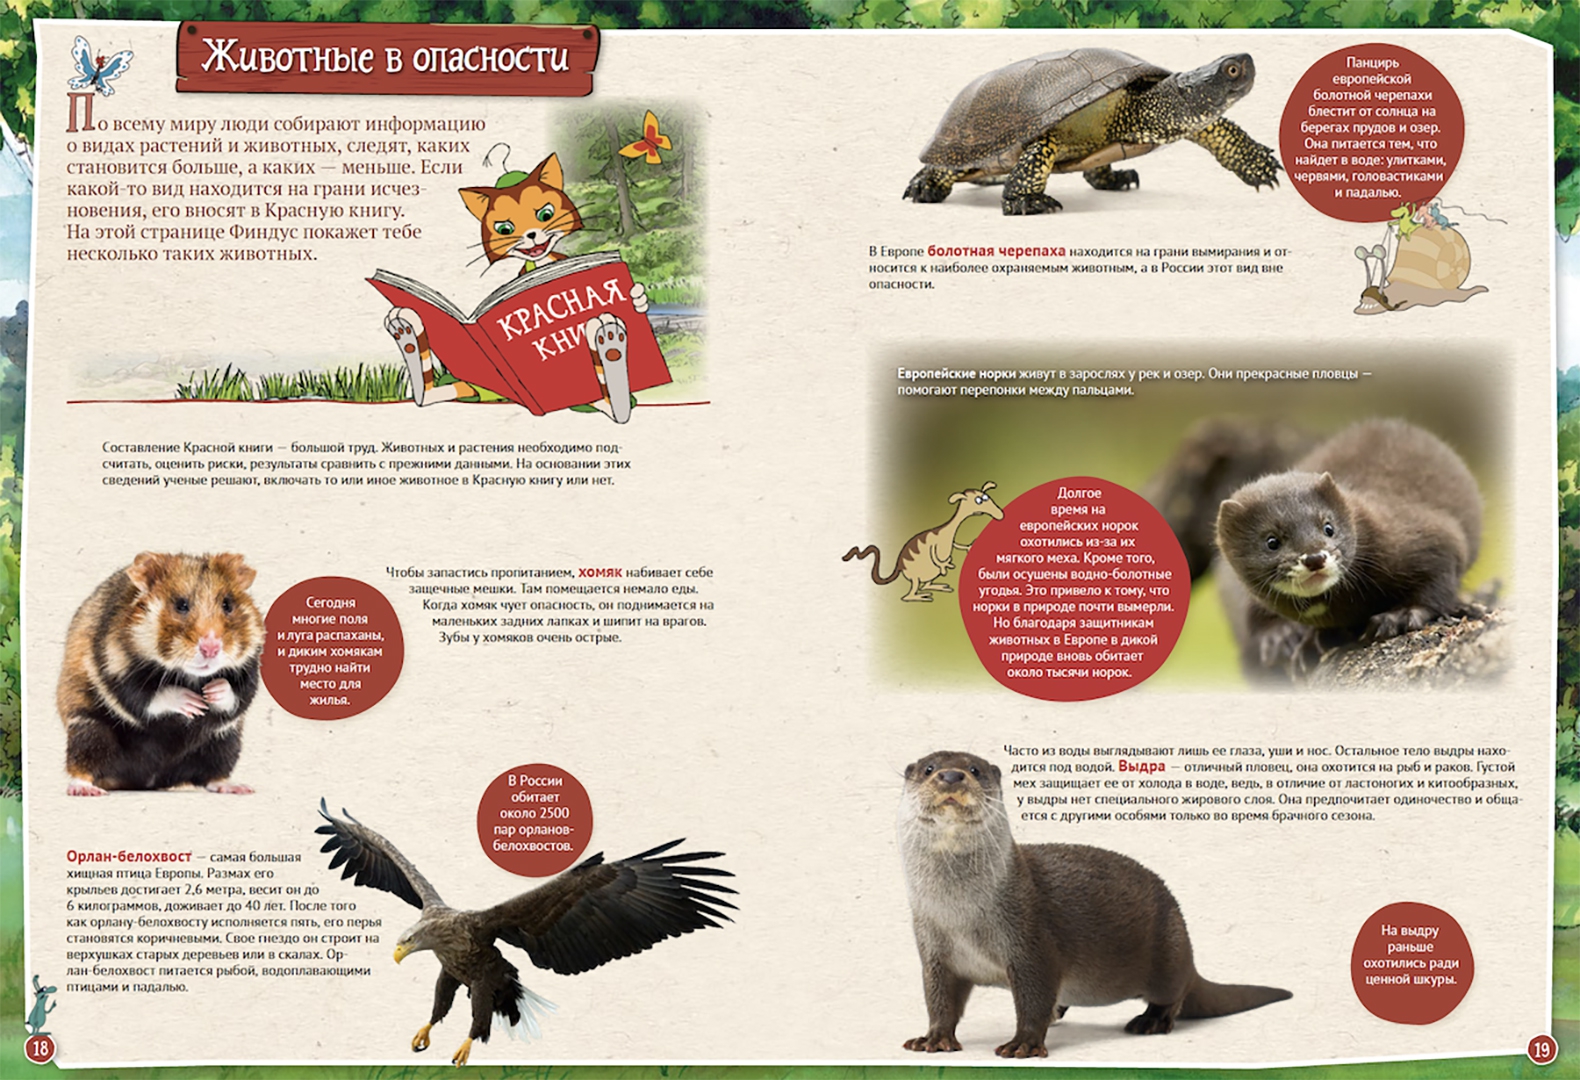 Животные в опасности
По всему миру люди собирают информацию
о видах растений и животных, следят, каких
становится больше, а каких — меньше. Если
какой-то вид находится на грани исчез-
новения, его вносят в Красную книгу.
На этой странице Финдус покажет тебе
несколько таких животных.
КРАСНАЯ
КНИ
Составление Красной книги — большой труд. Животных и растения необходимо под-
считать, оценить риски, результаты сравнить с прежними данными. На основании этих
сведений ученые решают, включать то или иное животное в Красную книгу или нет.
Сегодня
многие поля
и луга распаханы,
и диким хомякам
трудно найти
место для
жилья.
Чтобы запастись пропитанием, хомяк набивает себе
защечные мешки. Там помещается немало еды.
Когда хомяк чует опасность, он поднимается на
маленьких задних лапках и шипит на врагов.
Зубы у хомяков очень острые.
В России
обитает
около 2500
пар орланов-
белохвостов.
Орлан-белохвост — самая большая
хищная птица Европы. Размах его
крыльев достигает 2,6 метра, весит он до
6 килограммов, доживает до 40 лет. После того
как орлану-белохвосту исполняется пять, его перья
становятся коричневыми. Свое гнездо он строит на
верхушках старых деревьев или в скалах. Ор-
лан-белохвост питается рыбой, водоплавающими
птицами и падалью.
18
Панцирь
европейской
болотной черепахи
блестит от солнца на
берегах прудов и озер.
Она питается тем, что
найдет в воде: улитками,
червями, головастиками
и падалью.
В Европе болотная черепаха находится на грани вымирания и от-
носится к наиболее охраняемым животным, а в России этот вид вне
опасности.
Европейские норки живут в зарослях у рек и озер. Они прекрасные пловцы —
помогают перепонки между пальцами.
Долгое
время на
европейских норок
охотились из-за их
мягкого меха. Кроме того,
были осушены водно-болотные
угодья. Это привело к тому, что
норки в природе почти вымерли.
Но благодаря защитникам
животных в Европе в дикой
природе вновь обитает
около тысячи норок.
Часто из воды выглядывают лишь ее глаза, уши и нос. Остальное тело выдры нахо-
дится под водой. Выдра — отличный пловец, она охотится на рыб и раков. Густой
мех защищает ее от холода в воде, ведь, в отличие от ластоногих и китообразных,
у выдры нет специального жирового слоя. Она предпочитает одиночество и обща-
ется с другими особями только во время брачного сезона.
На выдру
раньше
охотились ради
ценной шкуры.
19